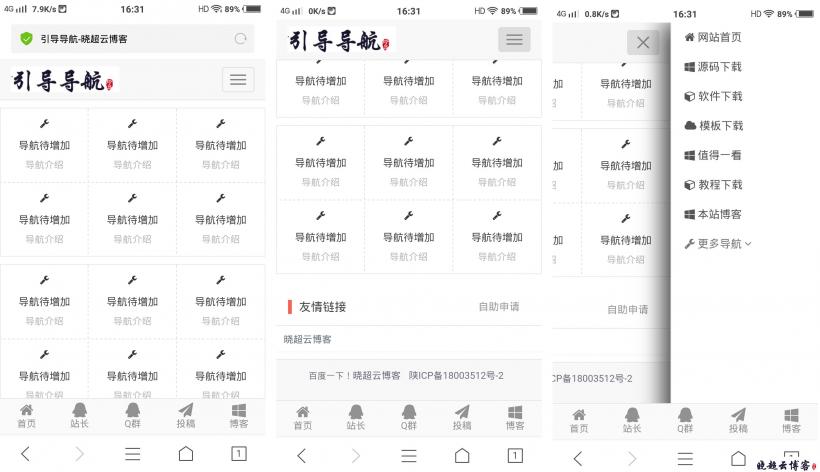 4G 7.9K/s 16:31 HD 89%
引导导航-晓超云博客
引导导航
导航待增加 导航待增加 导航待增加
导航介绍 导航介绍 导航介绍
导航待增加 导航待增加 导航待增加
导航介绍 导航介绍 导航介绍
导航待增加 导航待增加 导航待增加
导航介绍 导航介绍 导航介绍
导航待增加 导航待增加 导航待增加
导航介绍 导航介绍 导航介绍
首页 站长 Q群 投稿 博客
1
4G 0K/s 16:31 HD 89%
引导导航
导航待增加 导航待增加 导航待增加
导航介绍 导航介绍 导航介绍
导航待增加 导航待增加 导航待增加
导航介绍 导航介绍 导航介绍
导航待增加 导航待增加 导航待增加
导航介绍 导航介绍 导航介绍
友情链接 自助申请
晓超云博客
百度一下！晓超云博客 陕ICP备18003512号-2
首页 站长 Q群 投稿 博客
1
4G 0.8K/s 16:31 HD 89%
加 导航待增加
介绍 导航介绍
加 导航待增加
导航介绍
加 导航待增加
导航介绍
自助申请
CP备18003512号-2
网站首页
源码下载
软件下载
模板下载
值得一看
教程下载
本站博客
更多导航
首页 站长 Q群 投稿 博客
晓超云博客